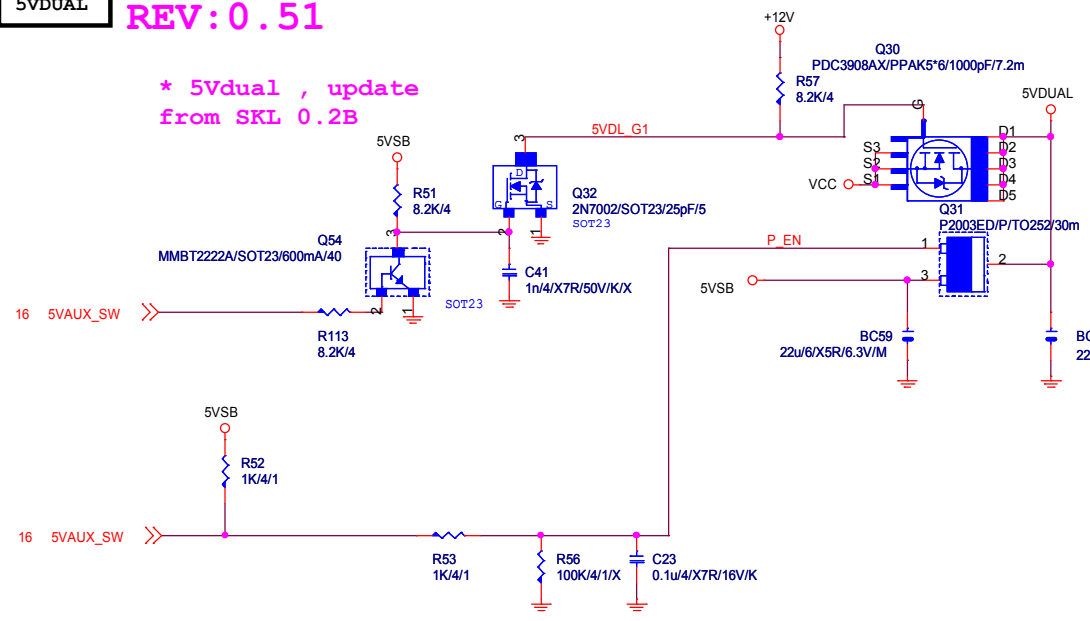 5VDUAL
REV:0.51
* 5Vdual , update
from SKL 0.2B
+12V
Q30
PDC3908AX/PPAK5*6/1000pF/7.2m
R57
8.2K/4
5VDUAL
G
5VSB
3
5VDL_G1
D1
S3
D2
S2
D3
VCC
S1
D4
D5
R51
8.2K/4
D
G
S
Q32
2N7002/SOT23/25pF/5
SOT23
2
1
Q31
P2003ED/P/TO252/30m
3
Q54
MMBT2222A/SOT23/600mA/40
P_EN
1
2
3
C41
1n/4/X7R/50V/K/X
5VSB
SOT23
16 5VAUX_SW
2
1
R113
8.2K/4
BC59
22u/6/X5R/6.3V/M
BC
22
5VSB
R52
1K/4/1
16 5VAUX_SW
R53
1K/4/1
R56
100K/4/1/X
C23
0.1u/4/X7R/16V/K